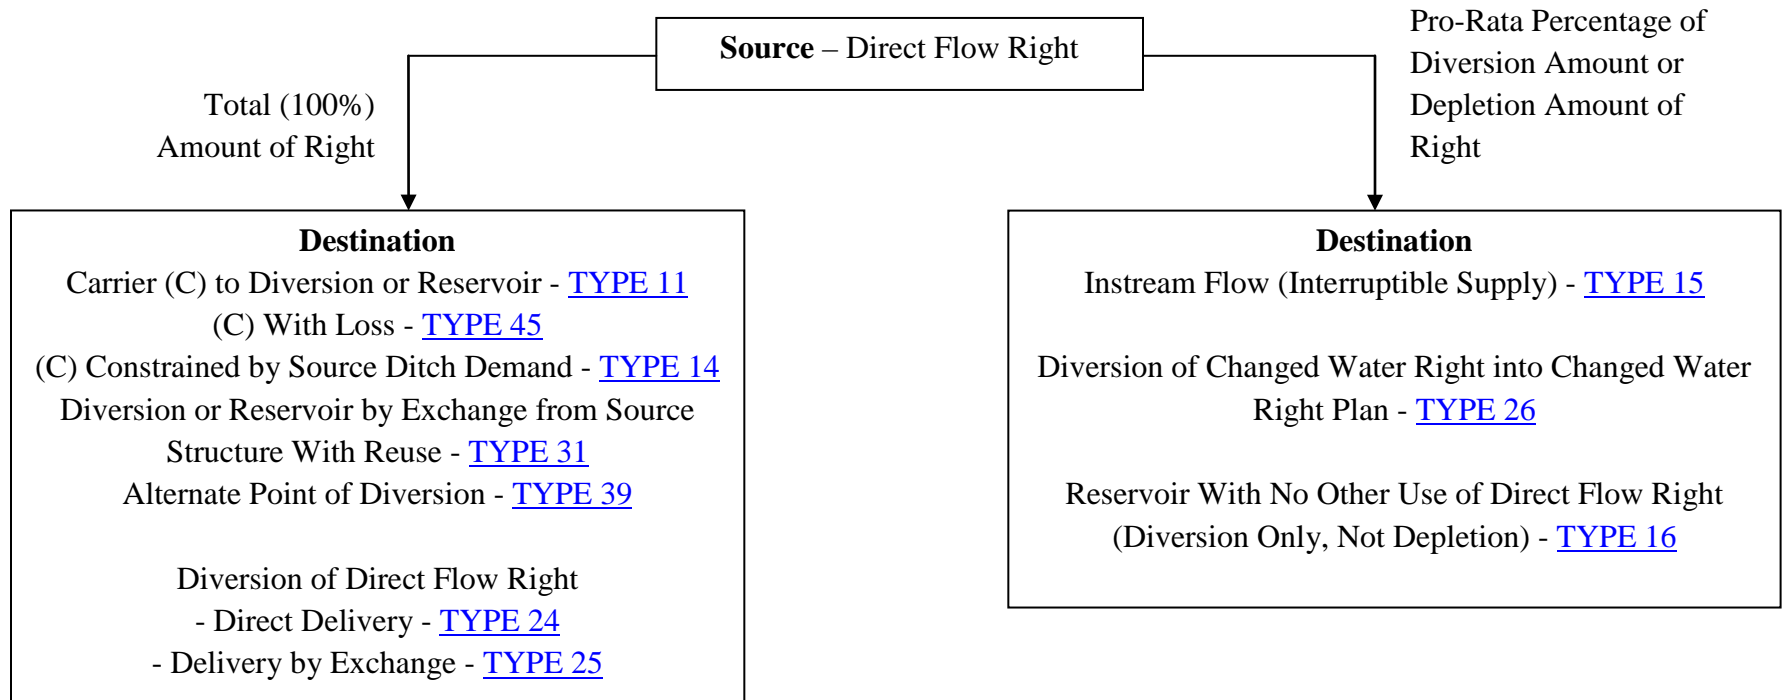 Source – Direct Flow Right
Total (100%)
Amount of Right
Pro-Rata Percentage of
Diversion Amount or
Depletion Amount of
Right
Destination
Carrier (C) to Diversion or Reservoir - TYPE 11
(C) With Loss - TYPE 45
(C) Constrained by Source Ditch Demand - TYPE 14
Diversion or Reservoir by Exchange from Source
Structure With Reuse - TYPE 31
Alternate Point of Diversion - TYPE 39
Diversion of Direct Flow Right
- Direct Delivery - TYPE 24
- Delivery by Exchange - TYPE 25
Destination
Instream Flow (Interruptible Supply) - TYPE 15
Diversion of Changed Water Right into Changed Water
Right Plan - TYPE 26
Reservoir With No Other Use of Direct Flow Right
(Diversion Only, Not Depletion) - TYPE 16